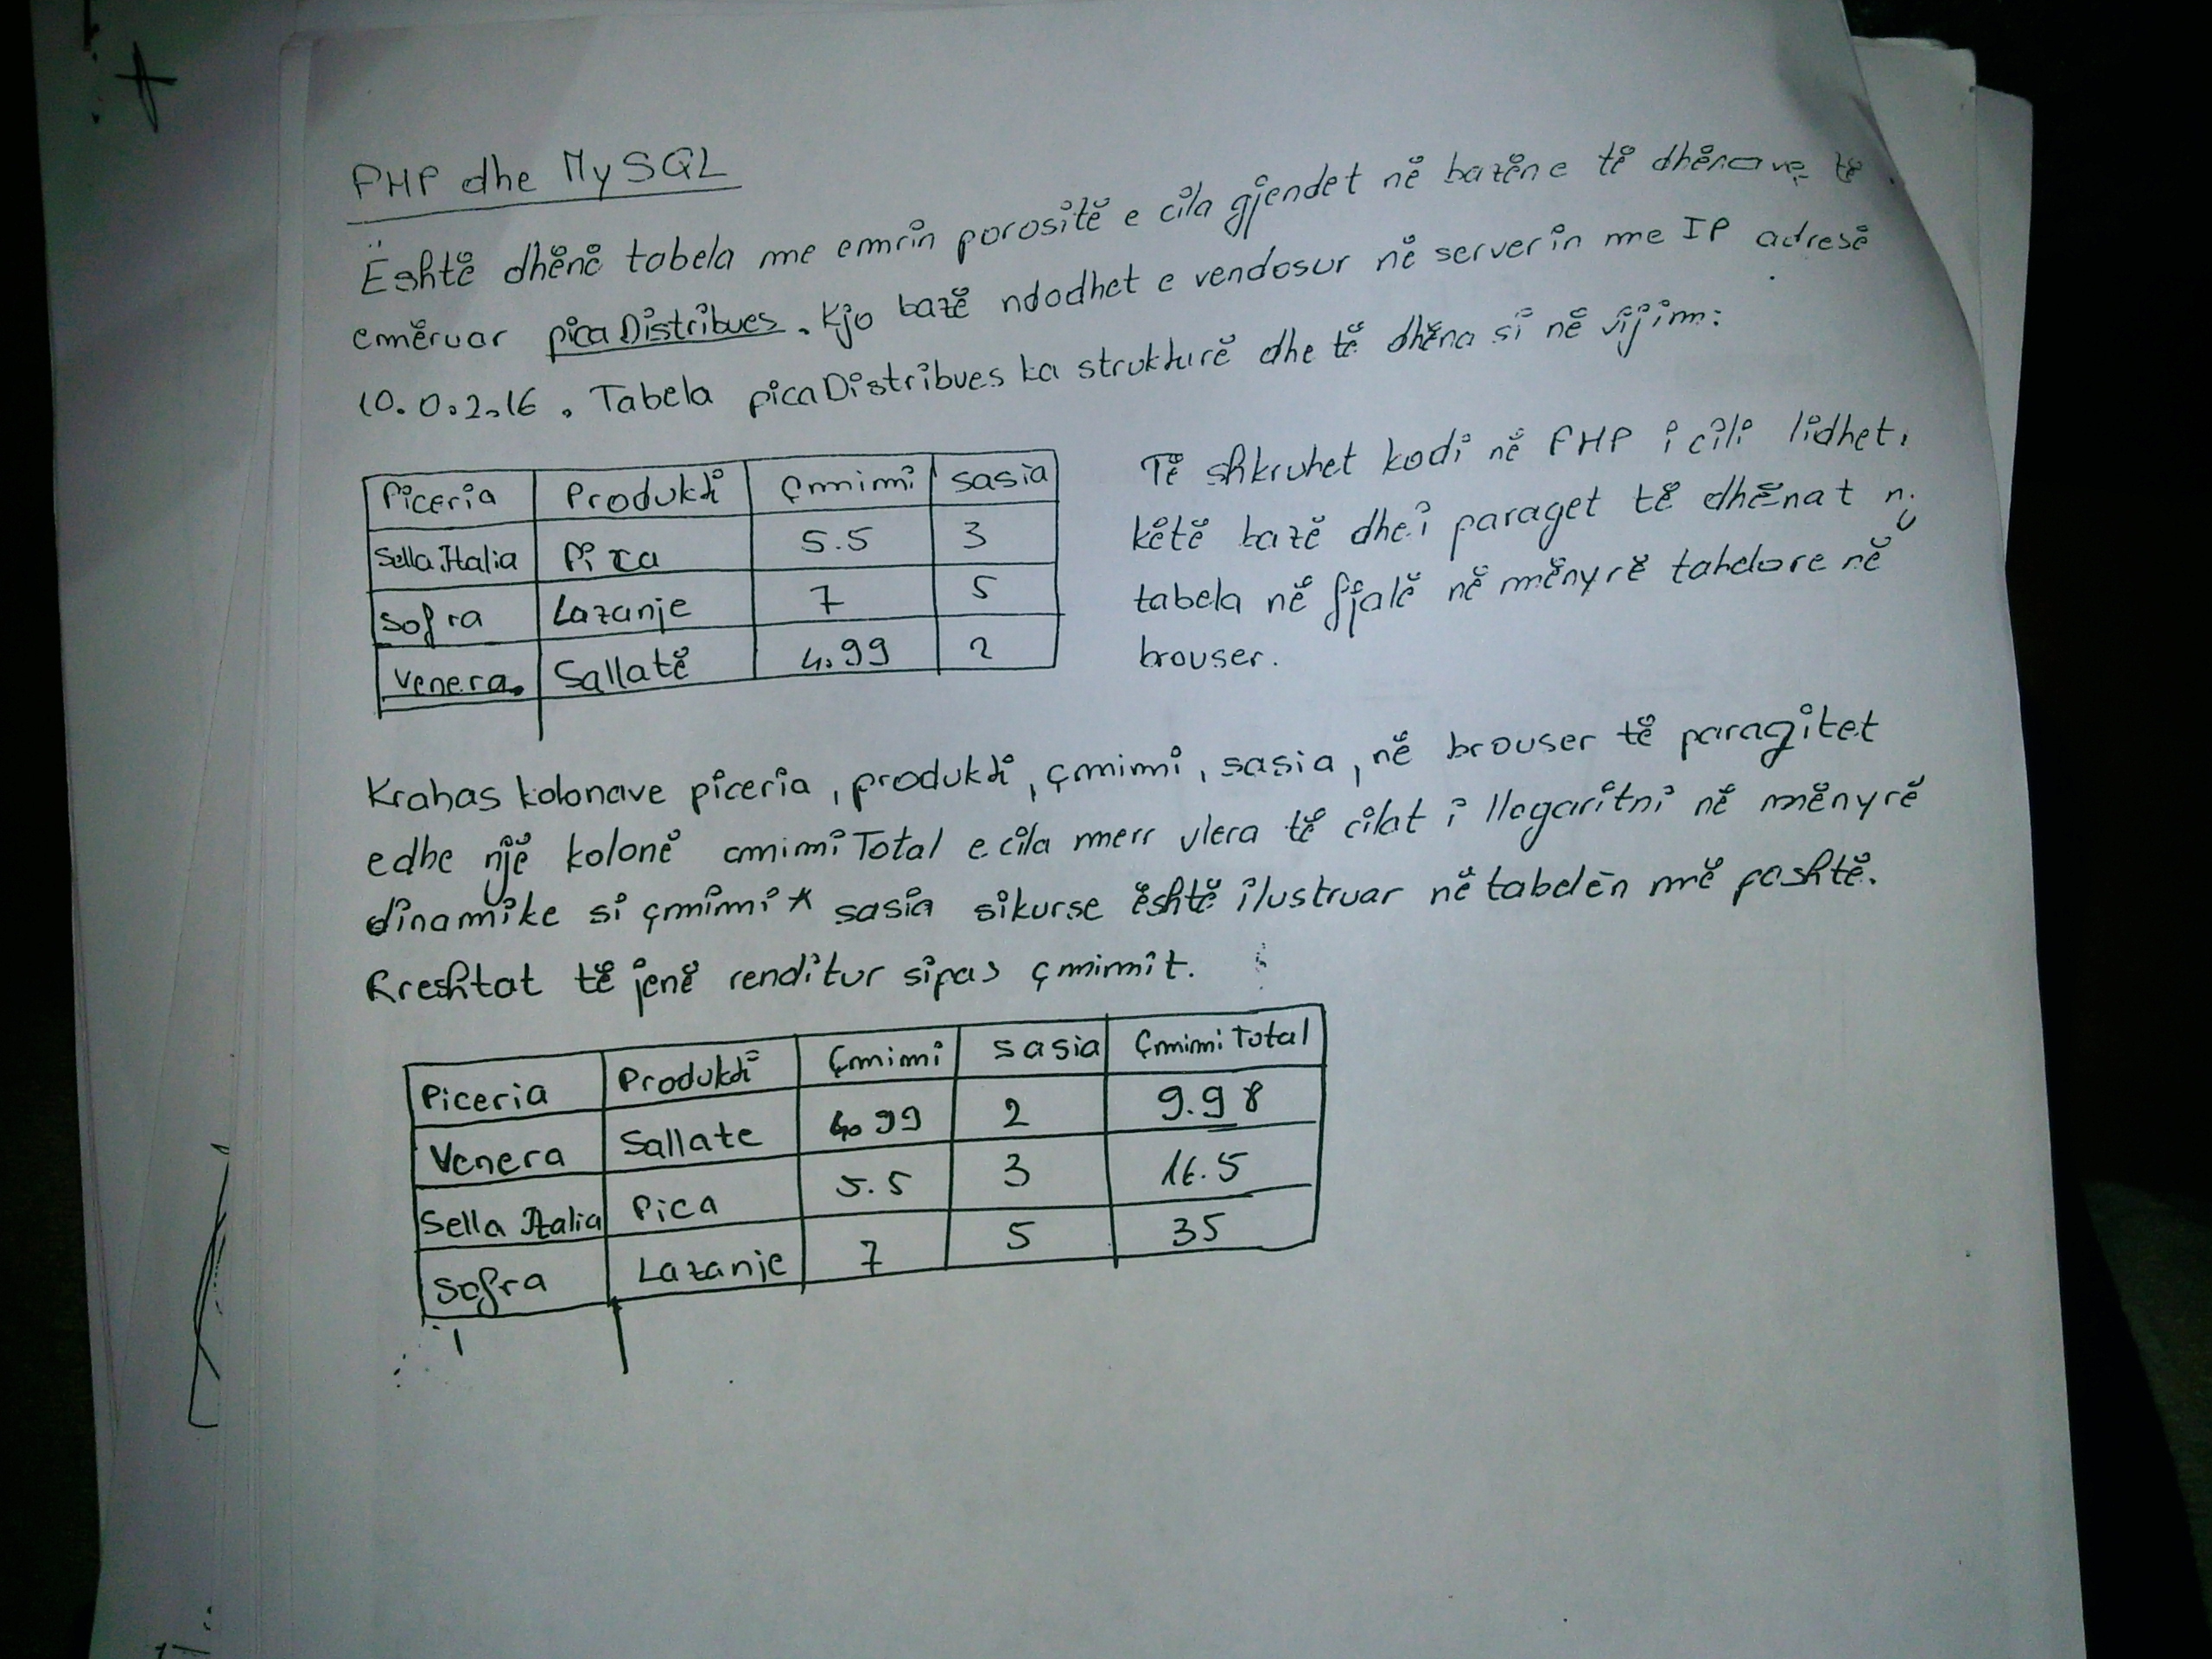 PHP dhe MySQL
Është dhënë tabela me emrin porositë e cila gjendet në bazën e të dhënave të
emëruar picaDistribues. Kjo bazë ndodhet e vendosur në serverin me IP adresë
10.0.2.16. Tabela picaDistribues ka strukturë dhe të dhëna si në vijim:
Piceria Produkti Çmimi sasia
Sella Italia Pica 5.5 3
Sofra Lazanje 7 5
Venera Sallatë 4.99 2
Të shkruhet kodi në PHP i cili lidhet
këtë bazë dhe i paraget të dhënat
tabela në fjalë në mënyrë tabelore në
brouser.
Krahas kolonave piceria, produkti, çmimi, sasia, në brouser të paragitet
edhe një kolonë cmimiTotal e cila merr vlera të cilat i llogaritni në mënyrë
dinamike si çmimi * sasia sikurse është ilustruar në tabelën më poshtë.
Rreshtat të jenë renditur sipas çmimit.
Piceria Produkti Çmimi sasia ÇmimiTotal
Venera Sallate 4.99 2 9.98
Sella Italia Pica 5.5 3 16.5
Sofra Lazanje 7 5 35